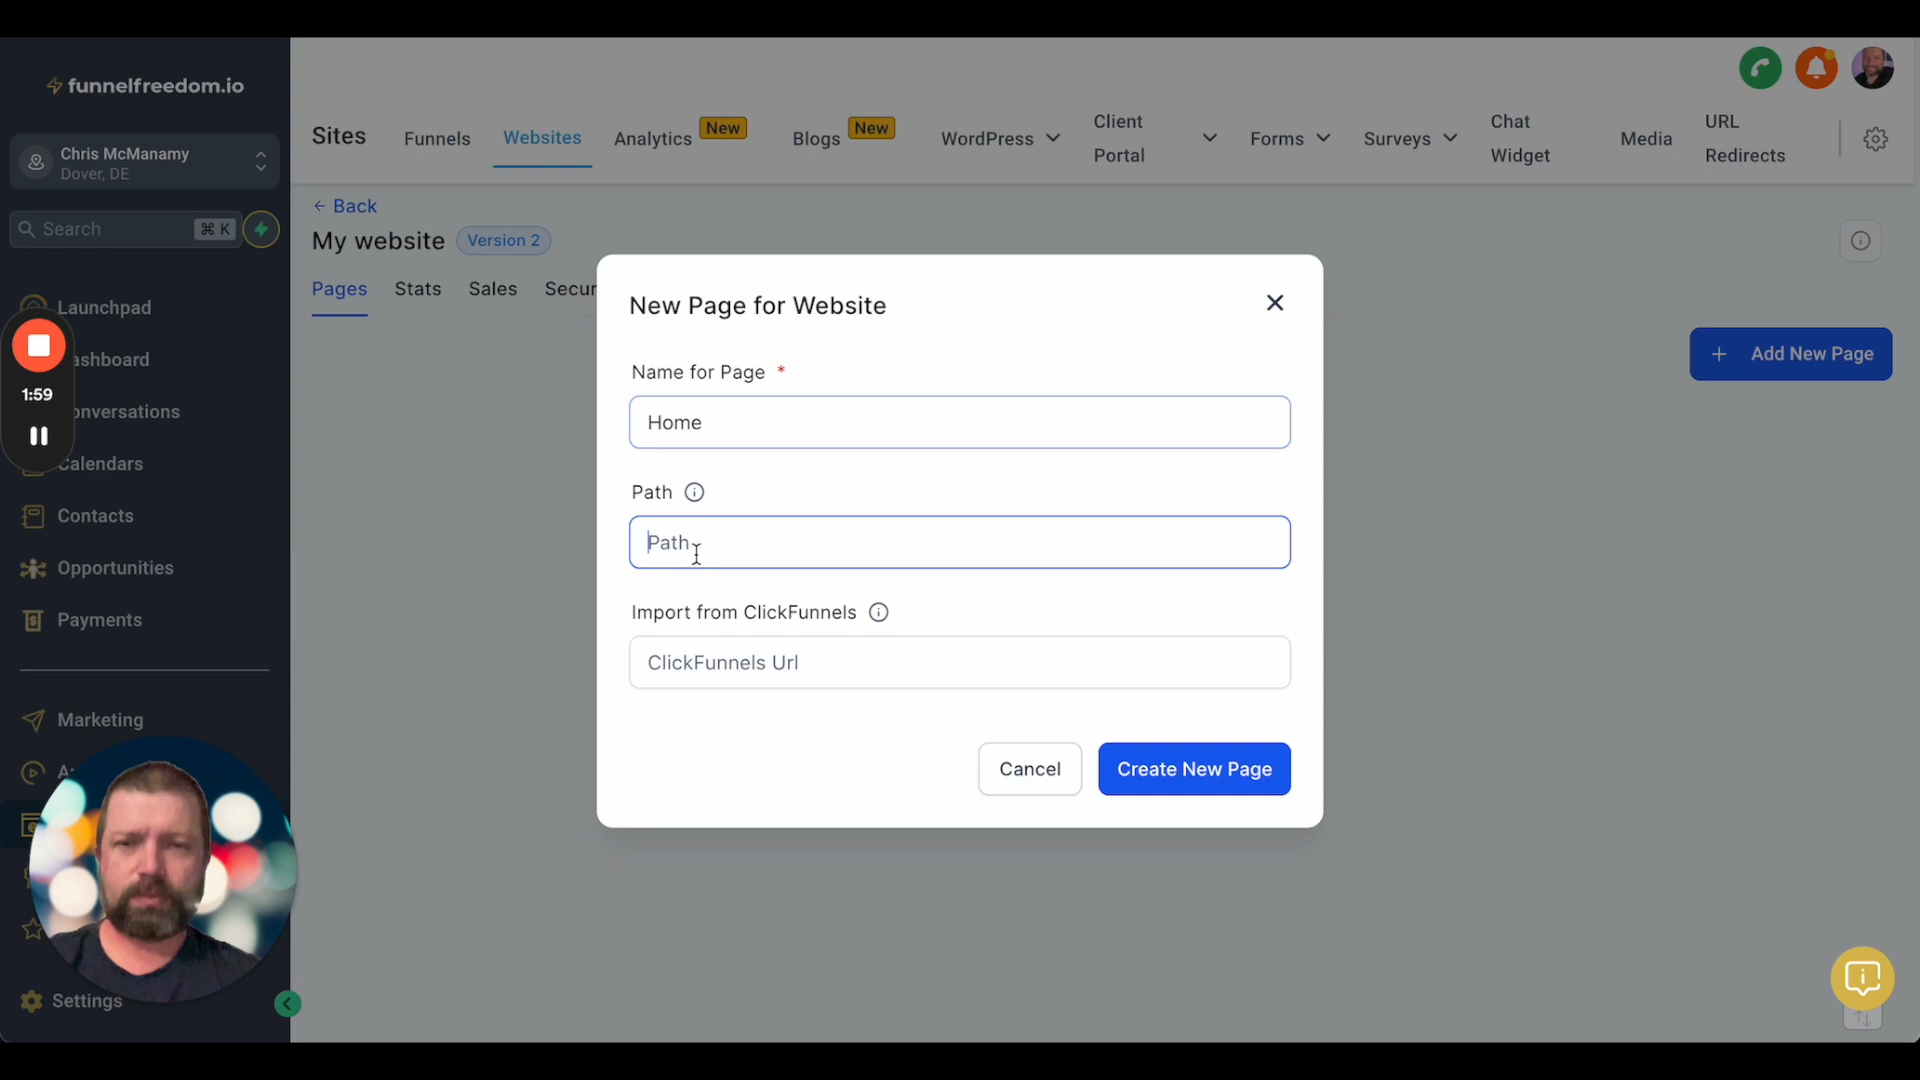 funnelfreedom.io
Chris McManamy
Dover, DE
Search
⌘ K
Launchpad
ashboard
1:59
onversations
Calendars
Contacts
Opportunities
Payments
Marketing
Settings
Sites
Funnels
Websites
Analytics
New
Blogs
New
WordPress
Client
Portal
Forms
Surveys
Chat
Widget
Media
URL
Redirects
← Back
My website
Version 2
Pages
Stats
Sales
Secur
+ Add New Page
New Page for Website
Name for Page *
Home
Path
Path
Import from ClickFunnels
ClickFunnels Url
Cancel
Create New Page